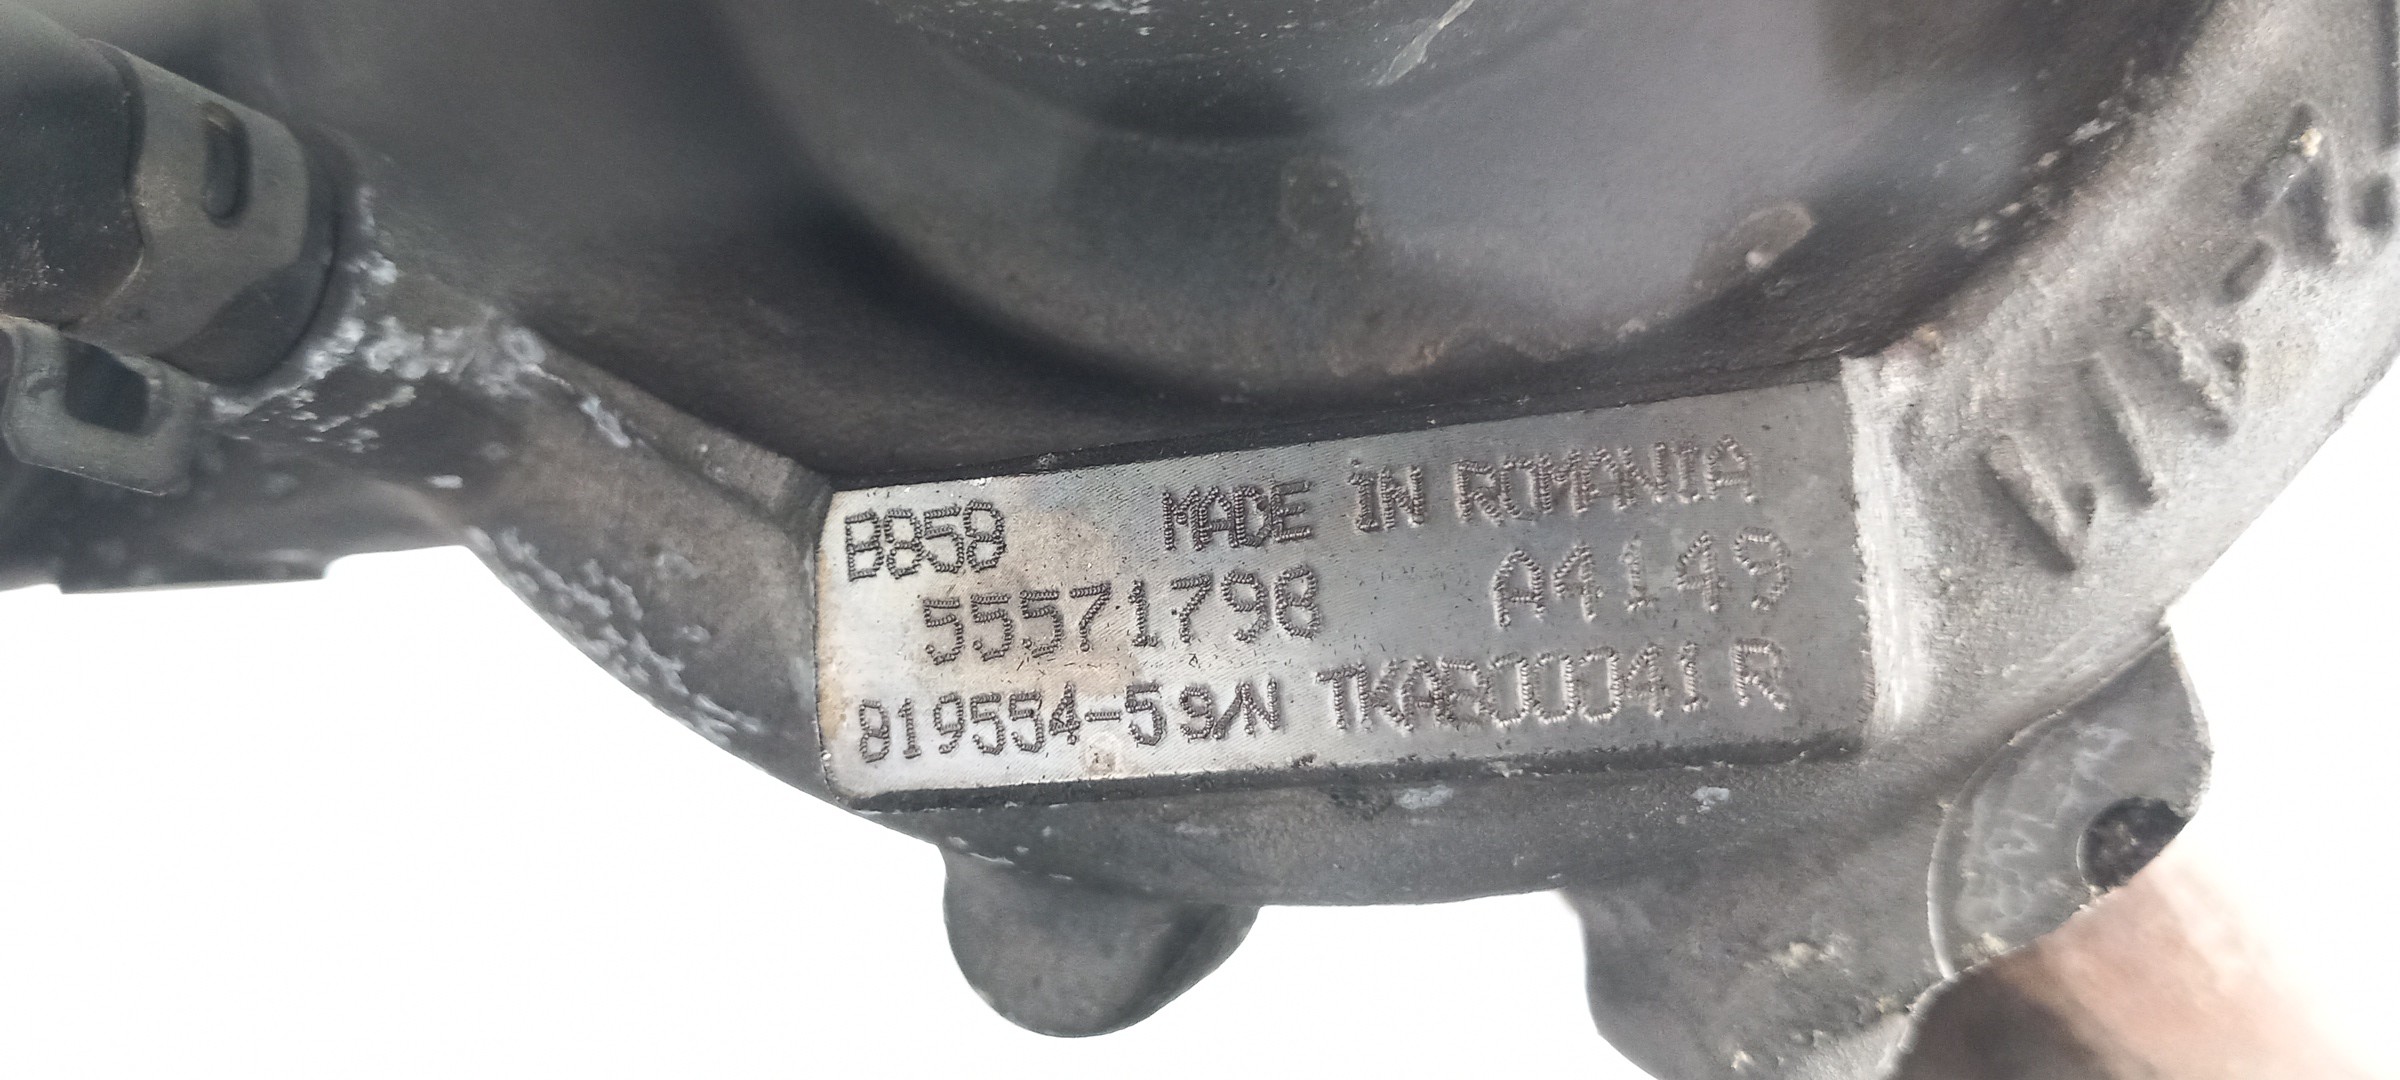 B858 MADE IN ROMANIA
55571798 A4149
819554-5 S/N TKAB00041 R